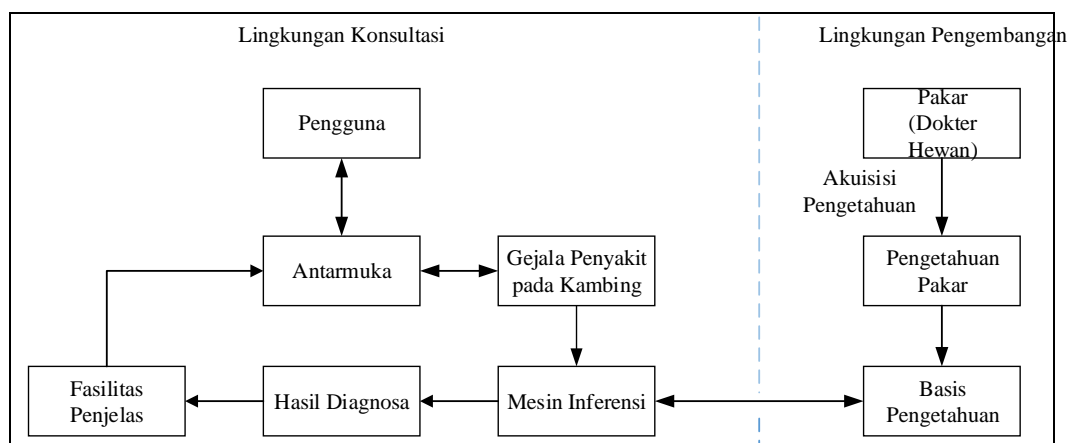 Lingkungan Konsultasi
Lingkungan Pengembangan
Pengguna
Pakar
(Dokter
Hewan)
Akuisisi
Pengetahuan
Antarmuka
Gejala Penyakit
pada Kambing
Pengetahuan
Pakar
Fasilitas
Penjelas
Hasil Diagnosa
Mesin Inferensi
Basis
Pengetahuan